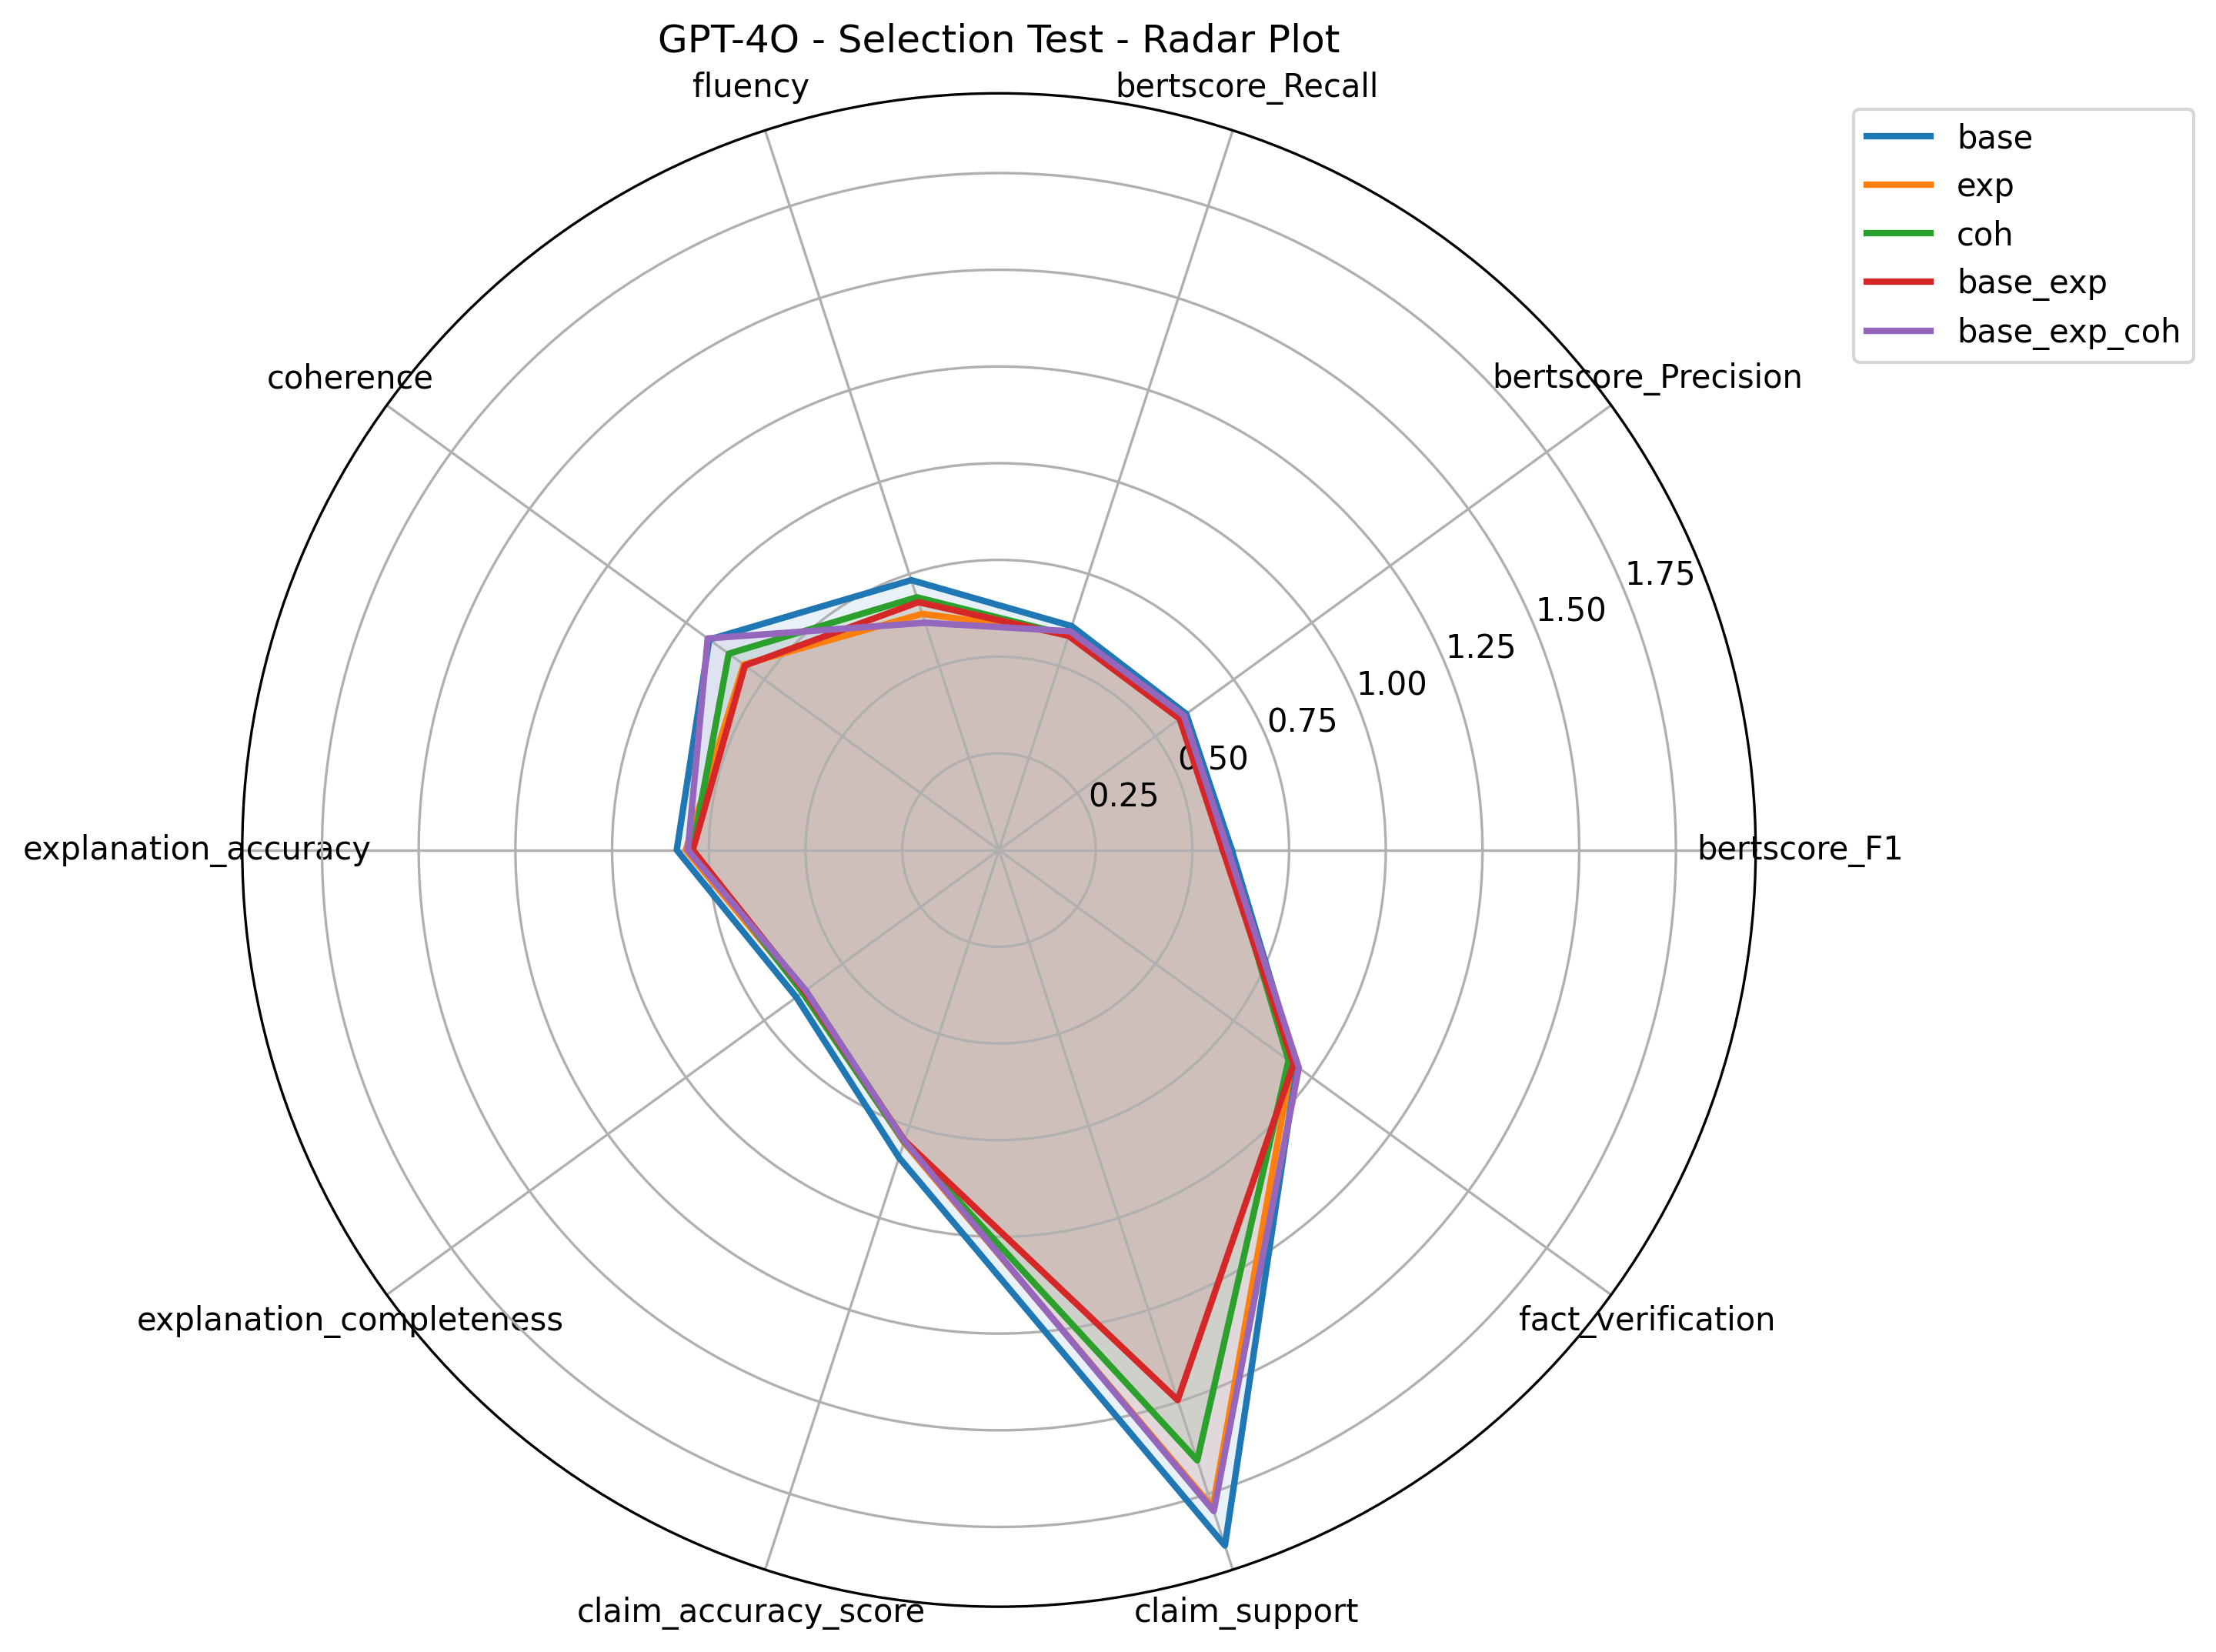 GPT-4O - Selection Test - Radar Plot
fluency
bertscore_Recall
base
exp
coh
base_exp
base_exp_coh
coherence
bertscore_Precision
1.75
1.50
1.25
1.00
0.75
0.50
0.25
explanation_accuracy
bertscore_F1
explanation_completeness
fact_verification
claim_accuracy_score
claim_support